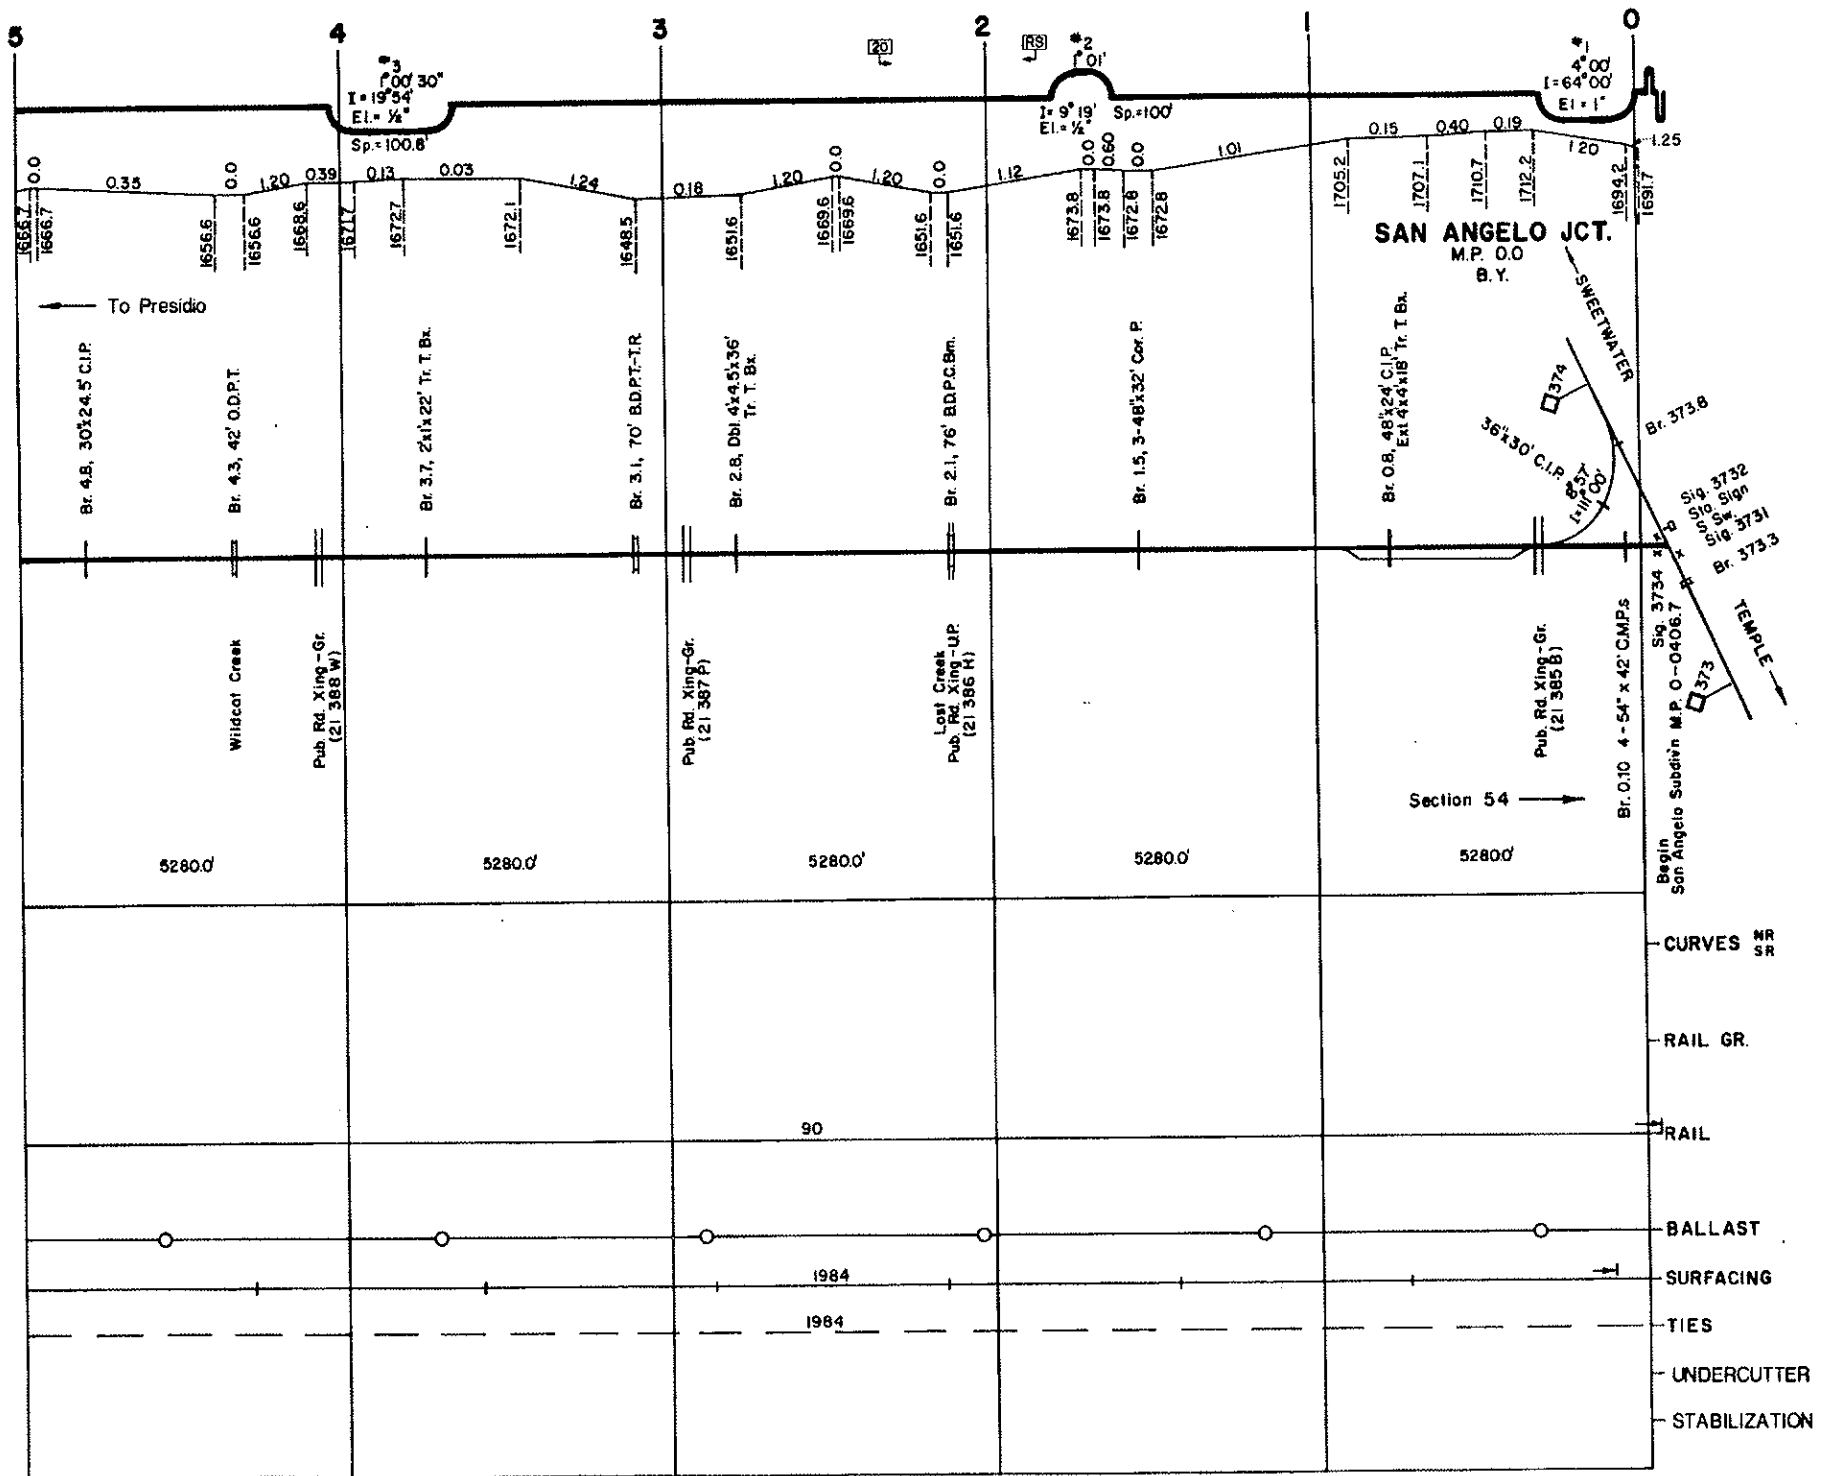 5
4
3
2
1
0
#3
1°00'30"
I = 19°54'
El. = ½"
Sp. = 100.8'
20
RS
#2
1°01'
I = 9°19'
El. = ½"
Sp. = 100'
#1
4°00'
I = 64°00'
El = 1"
0.0
0.35
0.0
1.20
0.39
0.13
0.03
1.24
0.18
1.20
0.0
1.20
0.0
1.12
0.0
0.60
0.0
1.01
0.15
0.40
0.19
1.20
1.25
1666.7
1666.7
1656.6
1656.6
1668.6
1671.7
1672.7
1672.1
1648.5
1651.6
1669.6
1669.6
1651.6
1651.6
1673.8
1673.8
1672.8
1672.8
1705.2
1707.1
1710.7
1712.2
1694.2
1691.7
SAN ANGELO JCT.
M.P. 0.0
B.Y.
To Presidio
Br. 4.8, 30"x24.5' C.I.P.
Br. 4.3, 42' O.D.P.T.
Br. 3.7, 2'x1'x22' Tr. T. Bx.
Br. 3.1, 70' B.D.P.T.-T.R.
Br. 2.8, Dbl. 4'x4.5'x36'
Tr. T. Bx.
Br. 2.1, 76' B.D.P.C.Bm.
Br. 1.5, 3-48"x32' Cor. P.
Br. 0.8, 48"x24' C.I.P.
Ext 4'x4'x18' Tr. T. Bx.
SWEETWATER
374
Br. 373.8
36"x30' C.I.P.
8°57'
I=111°00'
Sig. 3732
Sta. Sign
S. Sw.
Sig. 3731
Br. 373.3
Wildcat Creek
Pub. Rd. Xing-Gr.
(21 388 W)
Pub. Rd. Xing-Gr.
(21 387 P)
Lost Creek
Pub. Rd. Xing-U.P.
(21 386 H)
Pub. Rd. Xing-Gr.
(21 385 B)
Br. 0.10 4-54" x 42' C.M.P.s
Sig. 3734
TEMPLE
373
Section 54
Begin
San Angelo Subdiv'n M.P. 0-0406.7
5280.0'
5280.0'
5280.0'
5280.0'
5280.0'
CURVES NR
SR
RAIL GR.
90
RAIL
BALLAST
1984
SURFACING
1984
TIES
UNDERCUTTER
STABILIZATION